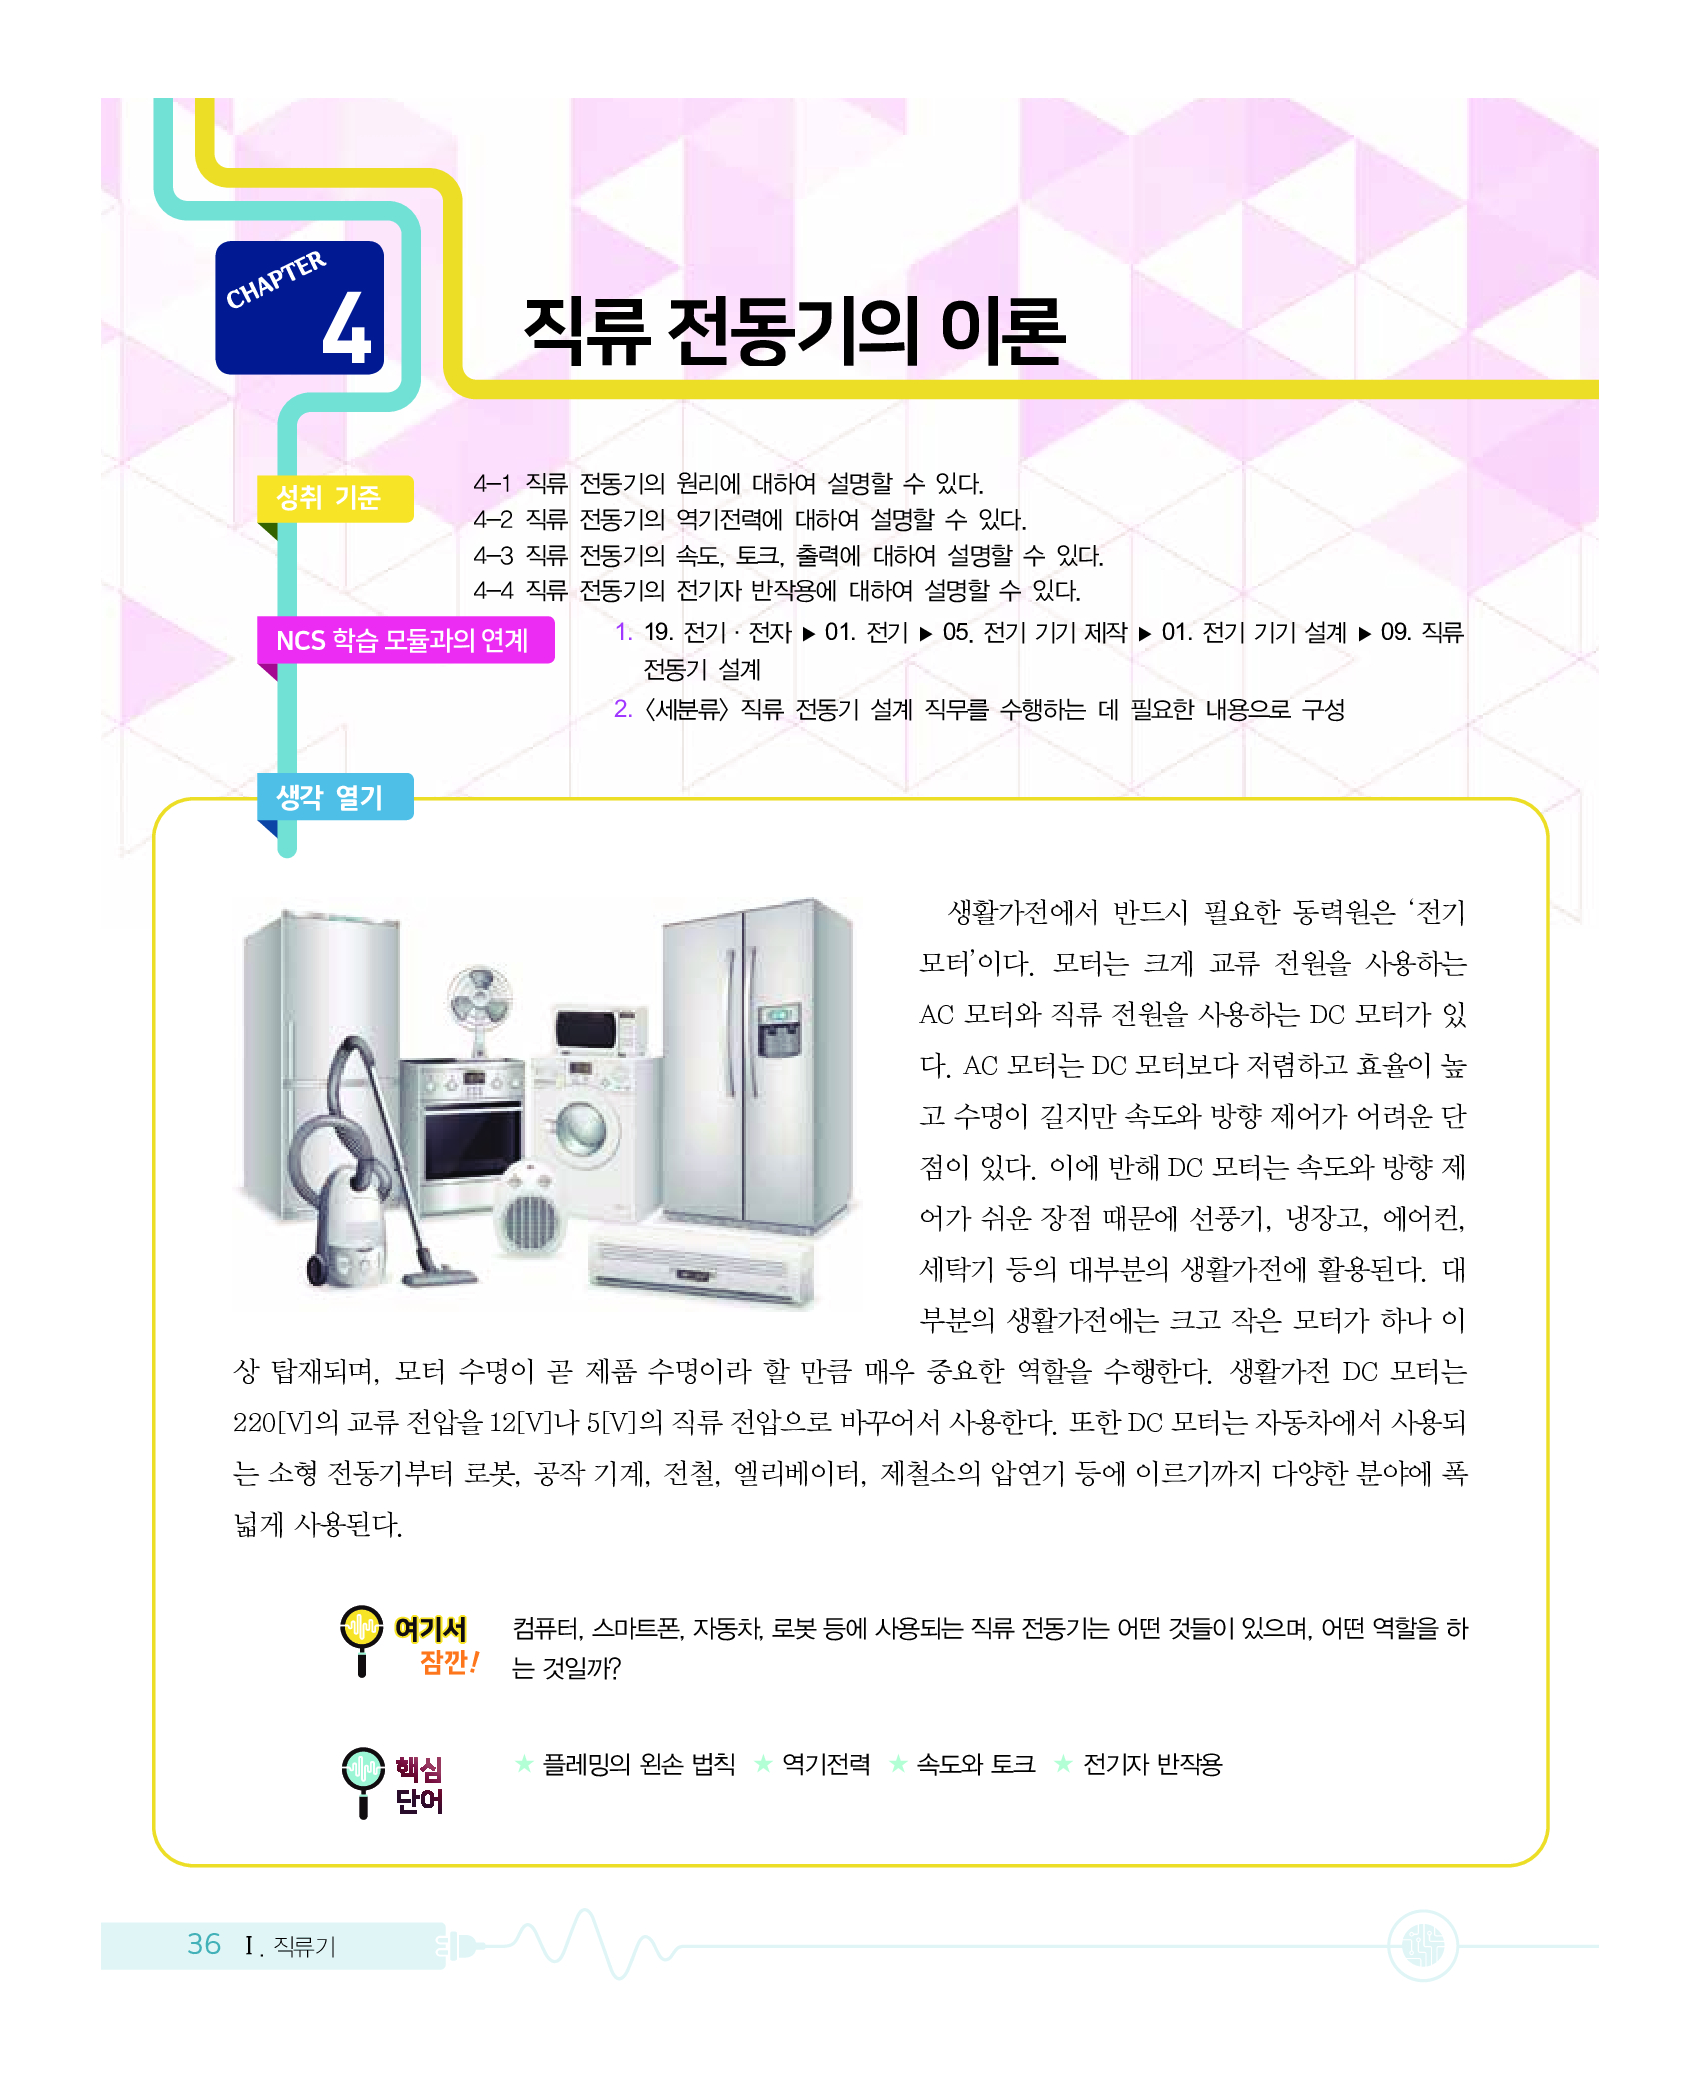 CHAPTER
4
직류 전동기의 이론
성취 기준
4-1 직류 전동기의 원리에 대하여 설명할 수 있다.
4-2 직류 전동기의 역기전력에 대하여 설명할 수 있다.
4-3 직류 전동기의 속도, 토크, 출력에 대하여 설명할 수 있다.
4-4 직류 전동기의 전기자 반작용에 대하여 설명할 수 있다.
NCS 학습 모듈과의 연계
1. 19. 전기 · 전자 ▶ 01. 전기 ▶ 05. 전기 기기 제작 ▶ 01. 전기 기기 설계 ▶ 09. 직류
전동기 설계
2. 〈세분류〉 직류 전동기 설계 직무를 수행하는 데 필요한 내용으로 구성
생각 열기
생활가전에서 반드시 필요한 동력원은 ‘전기
모터’이다. 모터는 크게 교류 전원을 사용하는
AC 모터와 직류 전원을 사용하는 DC 모터가 있
다. AC 모터는 DC 모터보다 저렴하고 효율이 높
고 수명이 길지만 속도와 방향 제어가 어려운 단
점이 있다. 이에 반해 DC 모터는 속도와 방향 제
어가 쉬운 장점 때문에 선풍기, 냉장고, 에어컨,
세탁기 등의 대부분의 생활가전에 활용된다. 대
부분의 생활가전에는 크고 작은 모터가 하나 이
상 탑재되며, 모터 수명이 곧 제품 수명이라 할 만큼 매우 중요한 역할을 수행한다. 생활가전 DC 모터는
220[V]의 교류 전압을 12[V]나 5[V]의 직류 전압으로 바꾸어서 사용한다. 또한 DC 모터는 자동차에서 사용되
는 소형 전동기부터 로봇, 공작 기계, 전철, 엘리베이터, 제철소의 압연기 등에 이르기까지 다양한 분야에 폭
넓게 사용된다.
여기서
잠깐!
컴퓨터, 스마트폰, 자동차, 로봇 등에 사용되는 직류 전동기는 어떤 것들이 있으며, 어떤 역할을 하
는 것일까?
핵심
단어
★ 플레밍의 왼손 법칙 ★ 역기전력 ★ 속도와 토크 ★ 전기자 반작용
36 Ⅰ. 직류기